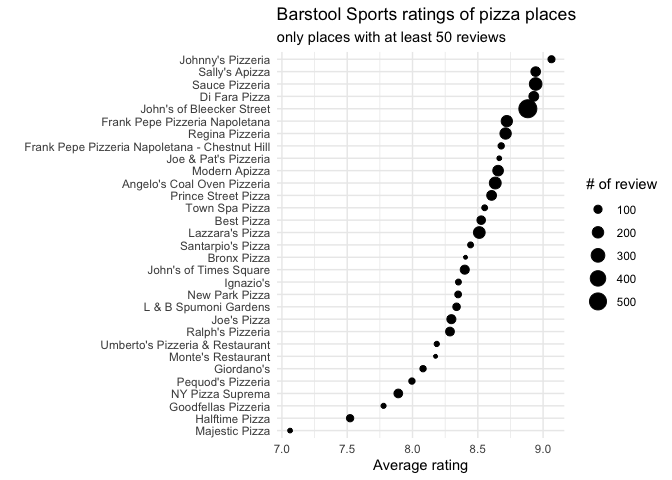 Barstool Sports ratings of pizza places
only places with at least 50 reviews
Johnny's Pizzeria
Sally's Apizza
Sauce Pizzeria
Di Fara Pizza
John's of Bleecker Street
Frank Pepe Pizzeria Napoletana
Regina Pizzeria
Frank Pepe Pizzeria Napoletana - Chestnut Hill
Joe & Pat's Pizzeria
Modern Apizza
Angelo's Coal Oven Pizzeria
Prince Street Pizza
Town Spa Pizza
Best Pizza
Lazzara's Pizza
Santarpio's Pizza
Bronx Pizza
John's of Times Square
Ignazio's
New Park Pizza
L & B Spumoni Gardens
Joe's Pizza
Ralph's Pizzeria
Umberto's Pizzeria & Restaurant
Monte's Restaurant
Giordano's
Pequod's Pizzeria
NY Pizza Suprema
Goodfellas Pizzeria
Halftime Pizza
Majestic Pizza
7.0 7.5 8.0 8.5 9.0
Average rating
# of review
100
200
300
400
500